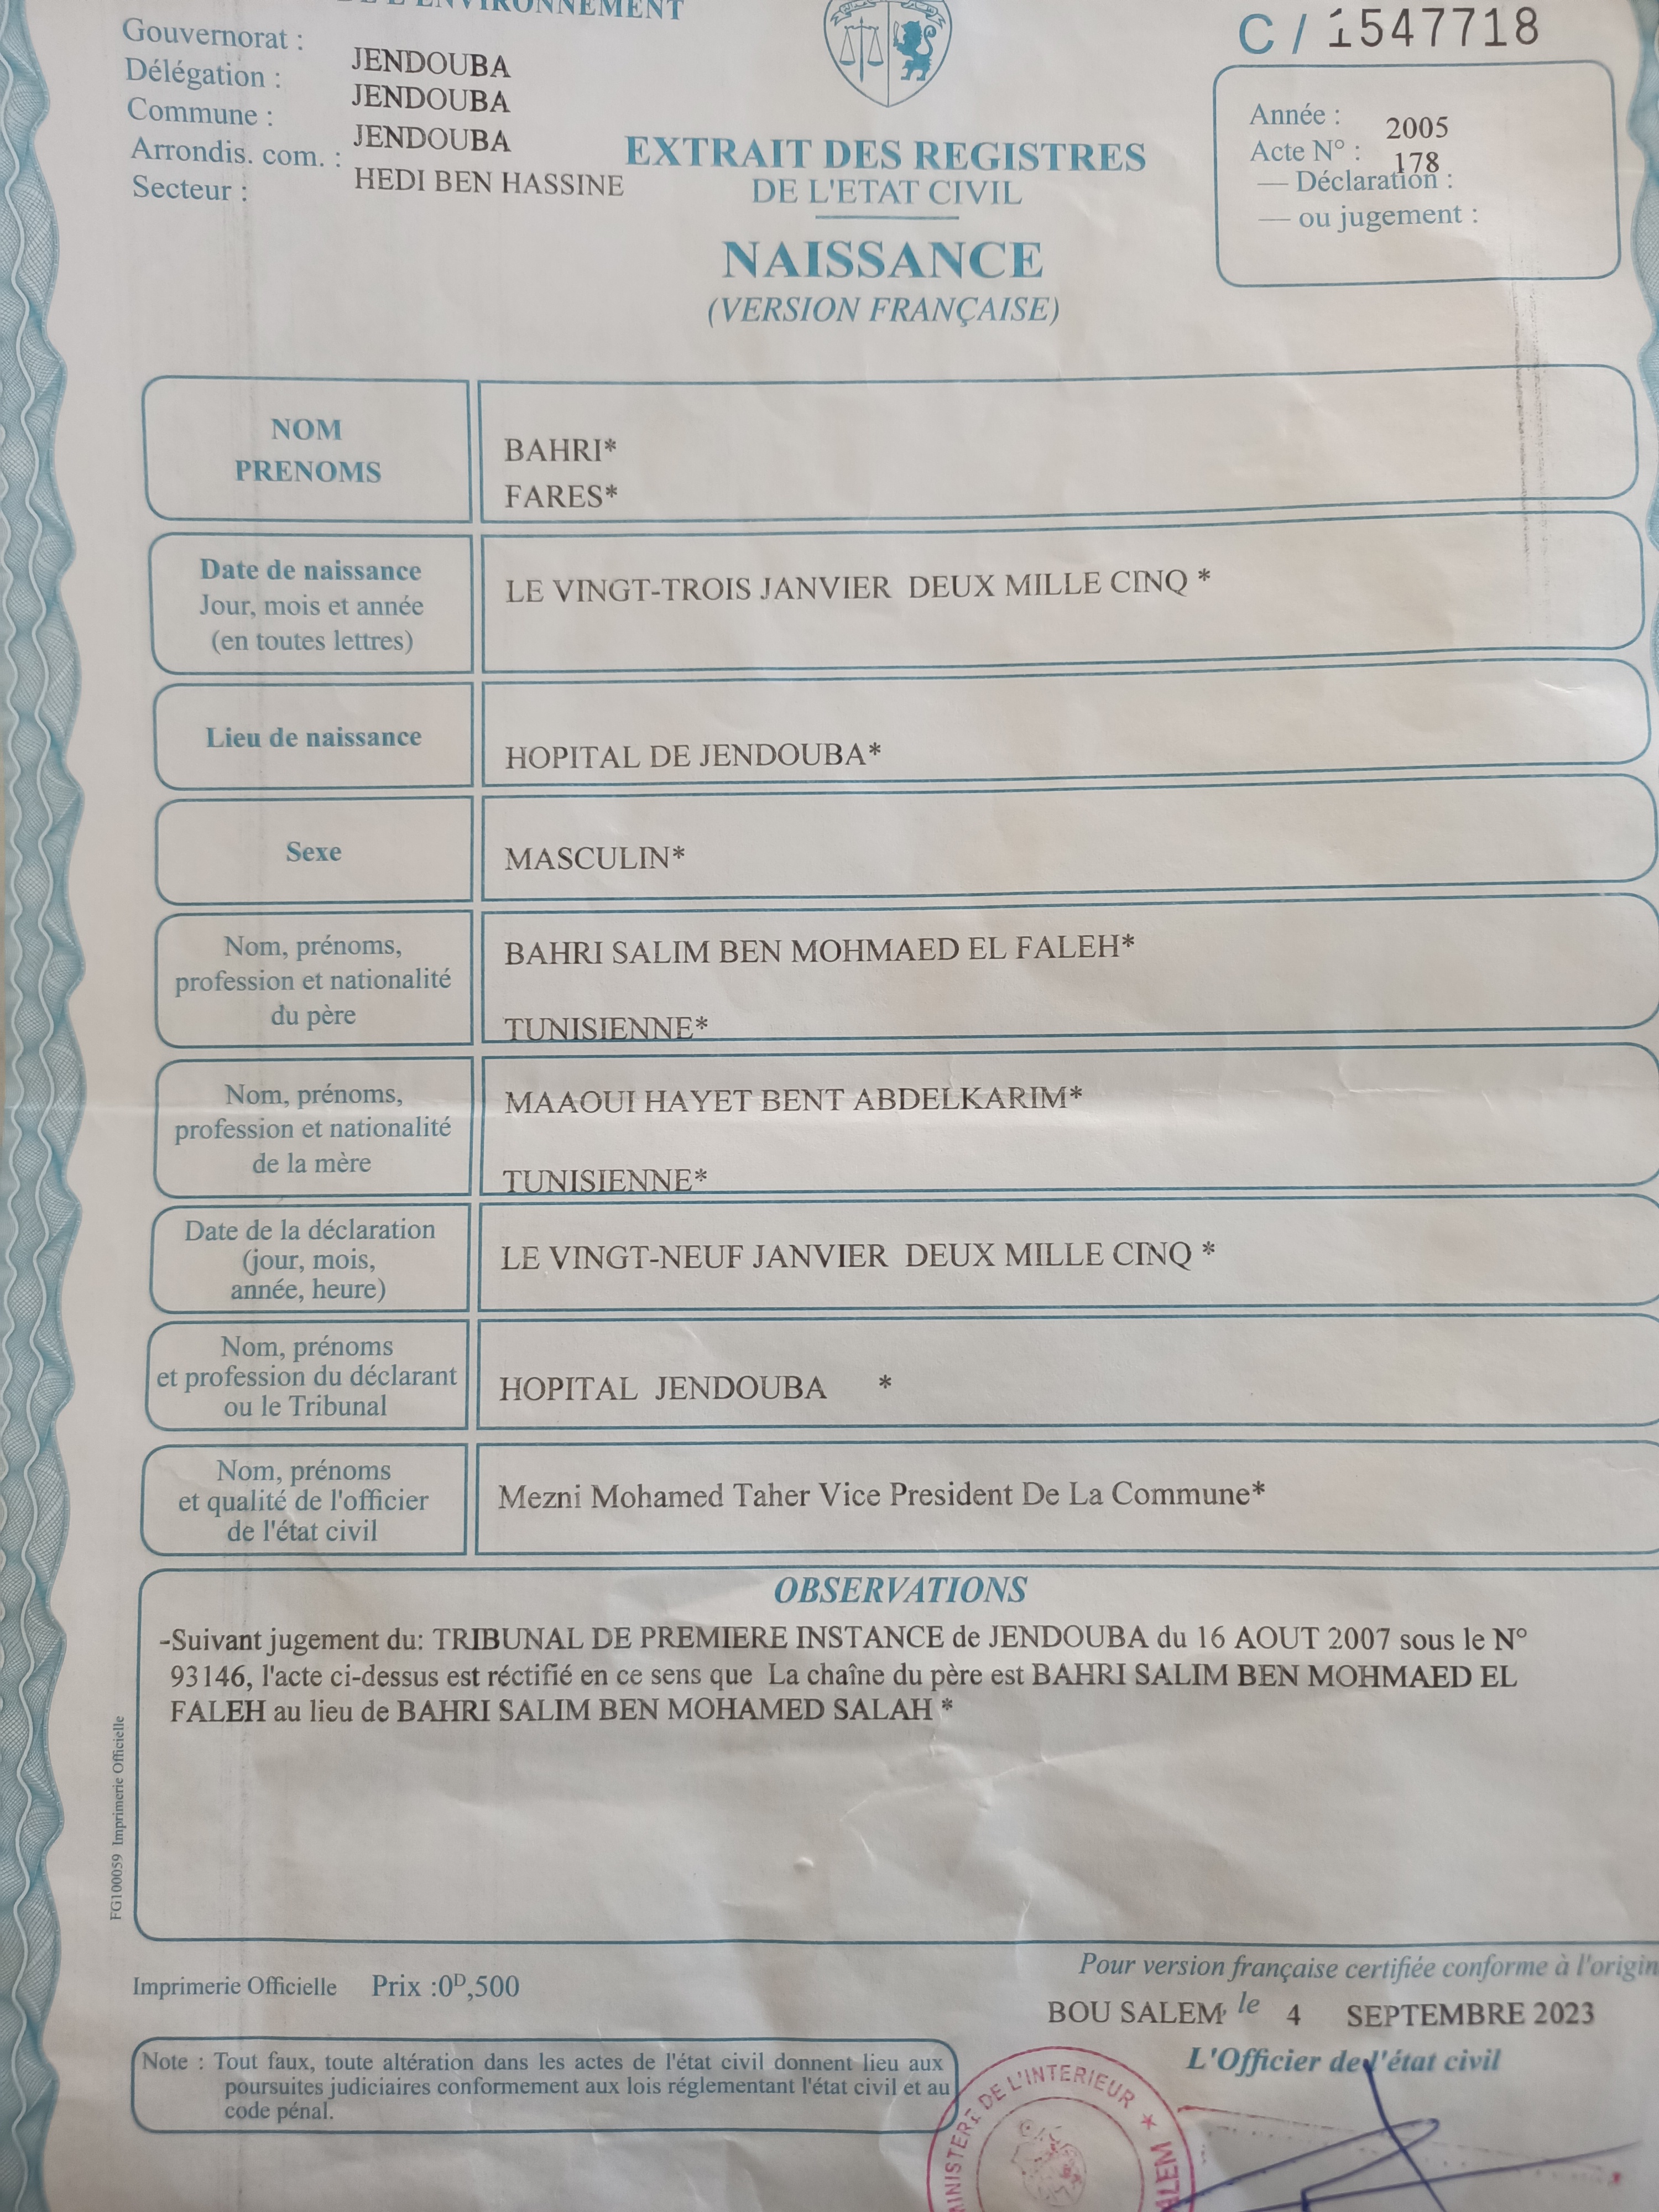 DE L'ENVIRONNEMENT
Gouvernorat : JENDOUBA
Délégation : JENDOUBA
Commune : JENDOUBA
Arrondis. com. : HEDI BEN HASSINE
Secteur :
EXTRAIT DES REGISTRES
DE L'ETAT CIVIL
NAISSANCE
(VERSION FRANÇAISE)
C / 1547718
Année : 2005
Acte N° : 178
— Déclaration :
— ou jugement :
NOM
PRENOMS
BAHRI*
FARES*
Date de naissance
Jour, mois et année
(en toutes lettres)
LE VINGT-TROIS JANVIER DEUX MILLE CINQ *
Lieu de naissance
HOPITAL DE JENDOUBA*
Sexe
MASCULIN*
Nom, prénoms,
profession et nationalité
du père
BAHRI SALIM BEN MOHMAED EL FALEH*
TUNISIENNE*
Nom, prénoms,
profession et nationalité
de la mère
MAAOUI HAYET BENT ABDELKARIM*
TUNISIENNE*
Date de la déclaration
(jour, mois,
année, heure)
LE VINGT-NEUF JANVIER DEUX MILLE CINQ *
Nom, prénoms
et profession du déclarant
ou le Tribunal
HOPITAL JENDOUBA *
Nom, prénoms
et qualité de l'officier
de l'état civil
Mezni Mohamed Taher Vice President De La Commune*
OBSERVATIONS
-Suivant jugement du: TRIBUNAL DE PREMIERE INSTANCE de JENDOUBA du 16 AOUT 2007 sous le N°
93146, l'acte ci-dessus est réctifié en ce sens que La chaîne du père est BAHRI SALIM BEN MOHMAED EL
FALEH au lieu de BAHRI SALIM BEN MOHAMED SALAH *
FG100059 Imprimerie Officielle
Imprimerie Officielle Prix :0ᴰ,500
Pour version française certifiée conforme à l'origin
BOU SALEM, le 4 SEPTEMBRE 2023
L'Officier de l'état civil
Note : Tout faux, toute altération dans les actes de l'état civil donnent lieu aux
poursuites judiciaires conformement aux lois réglementant l'état civil et au
code pénal.
MINISTERE DE L'INTERIEUR ★
ALEM